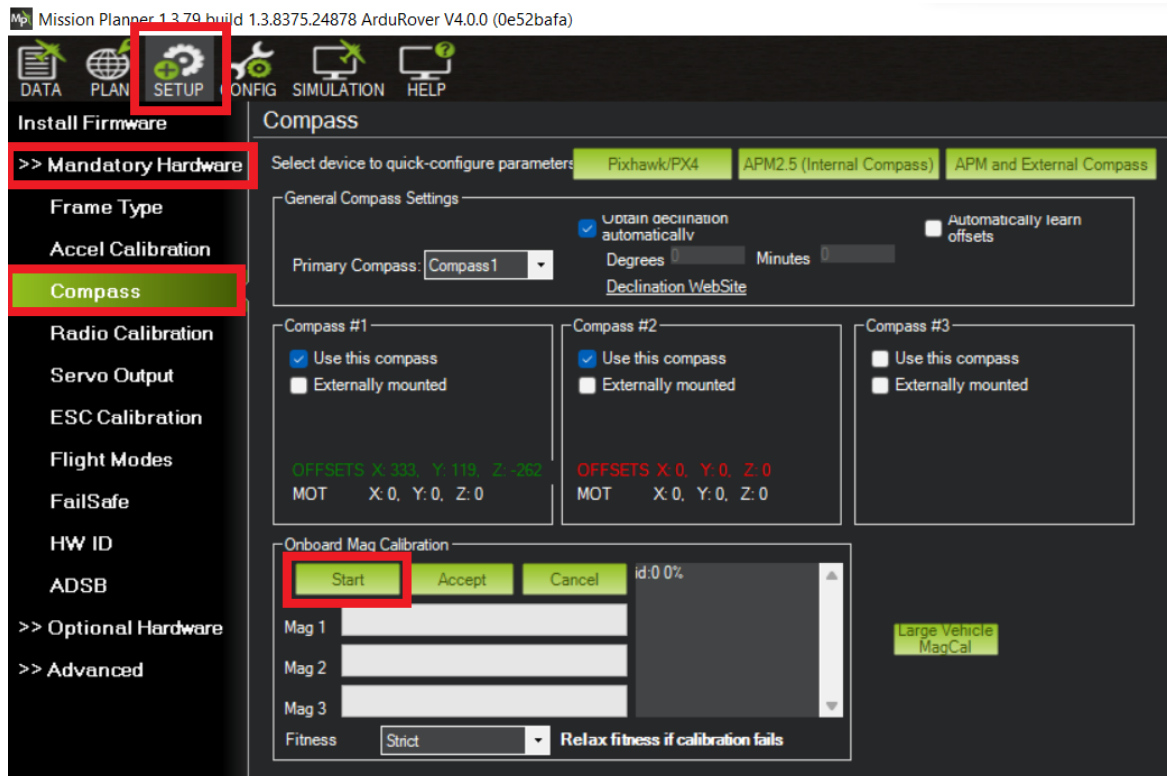 Mission Planner 1.3.79 build 1.3.8375.24878 ArduRover V4.0.0 (0e52bafa)
DATA PLAN SETUP CONFIG SIMULATION HELP
Install Firmware
>> Mandatory Hardware
Frame Type
Accel Calibration
Compass
Radio Calibration
Servo Output
ESC Calibration
Flight Modes
FailSafe
HW ID
ADSB
>> Optional Hardware
>> Advanced
Compass
Select device to quick-configure parameters Pixhawk/PX4 APM2.5 (Internal Compass) APM and External Compass
General Compass Settings
Primary Compass: Compass1
Obtain declination
automatically
Degrees 0 Minutes 0
Declination WebSite
Automatically learn
offsets
Compass #1
Use this compass
Externally mounted
OFFSETS X: 333, Y: 119, Z: -262
MOT X: 0, Y: 0, Z: 0
Compass #2
Use this compass
Externally mounted
OFFSETS X: 0, Y: 0, Z: 0
MOT X: 0, Y: 0, Z: 0
Compass #3
Use this compass
Externally mounted
Onboard Mag Calibration
Start Accept Cancel
id:0 0%
Mag 1
Mag 2
Mag 3
Fitness Strict Relax fitness if calibration fails
Large Vehicle
MagCal